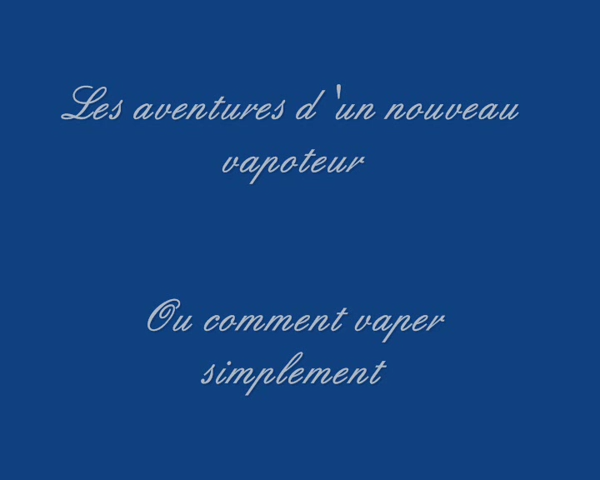 Les aventures d'un nouveau
vapoteur
Ou comment vaper
simplement